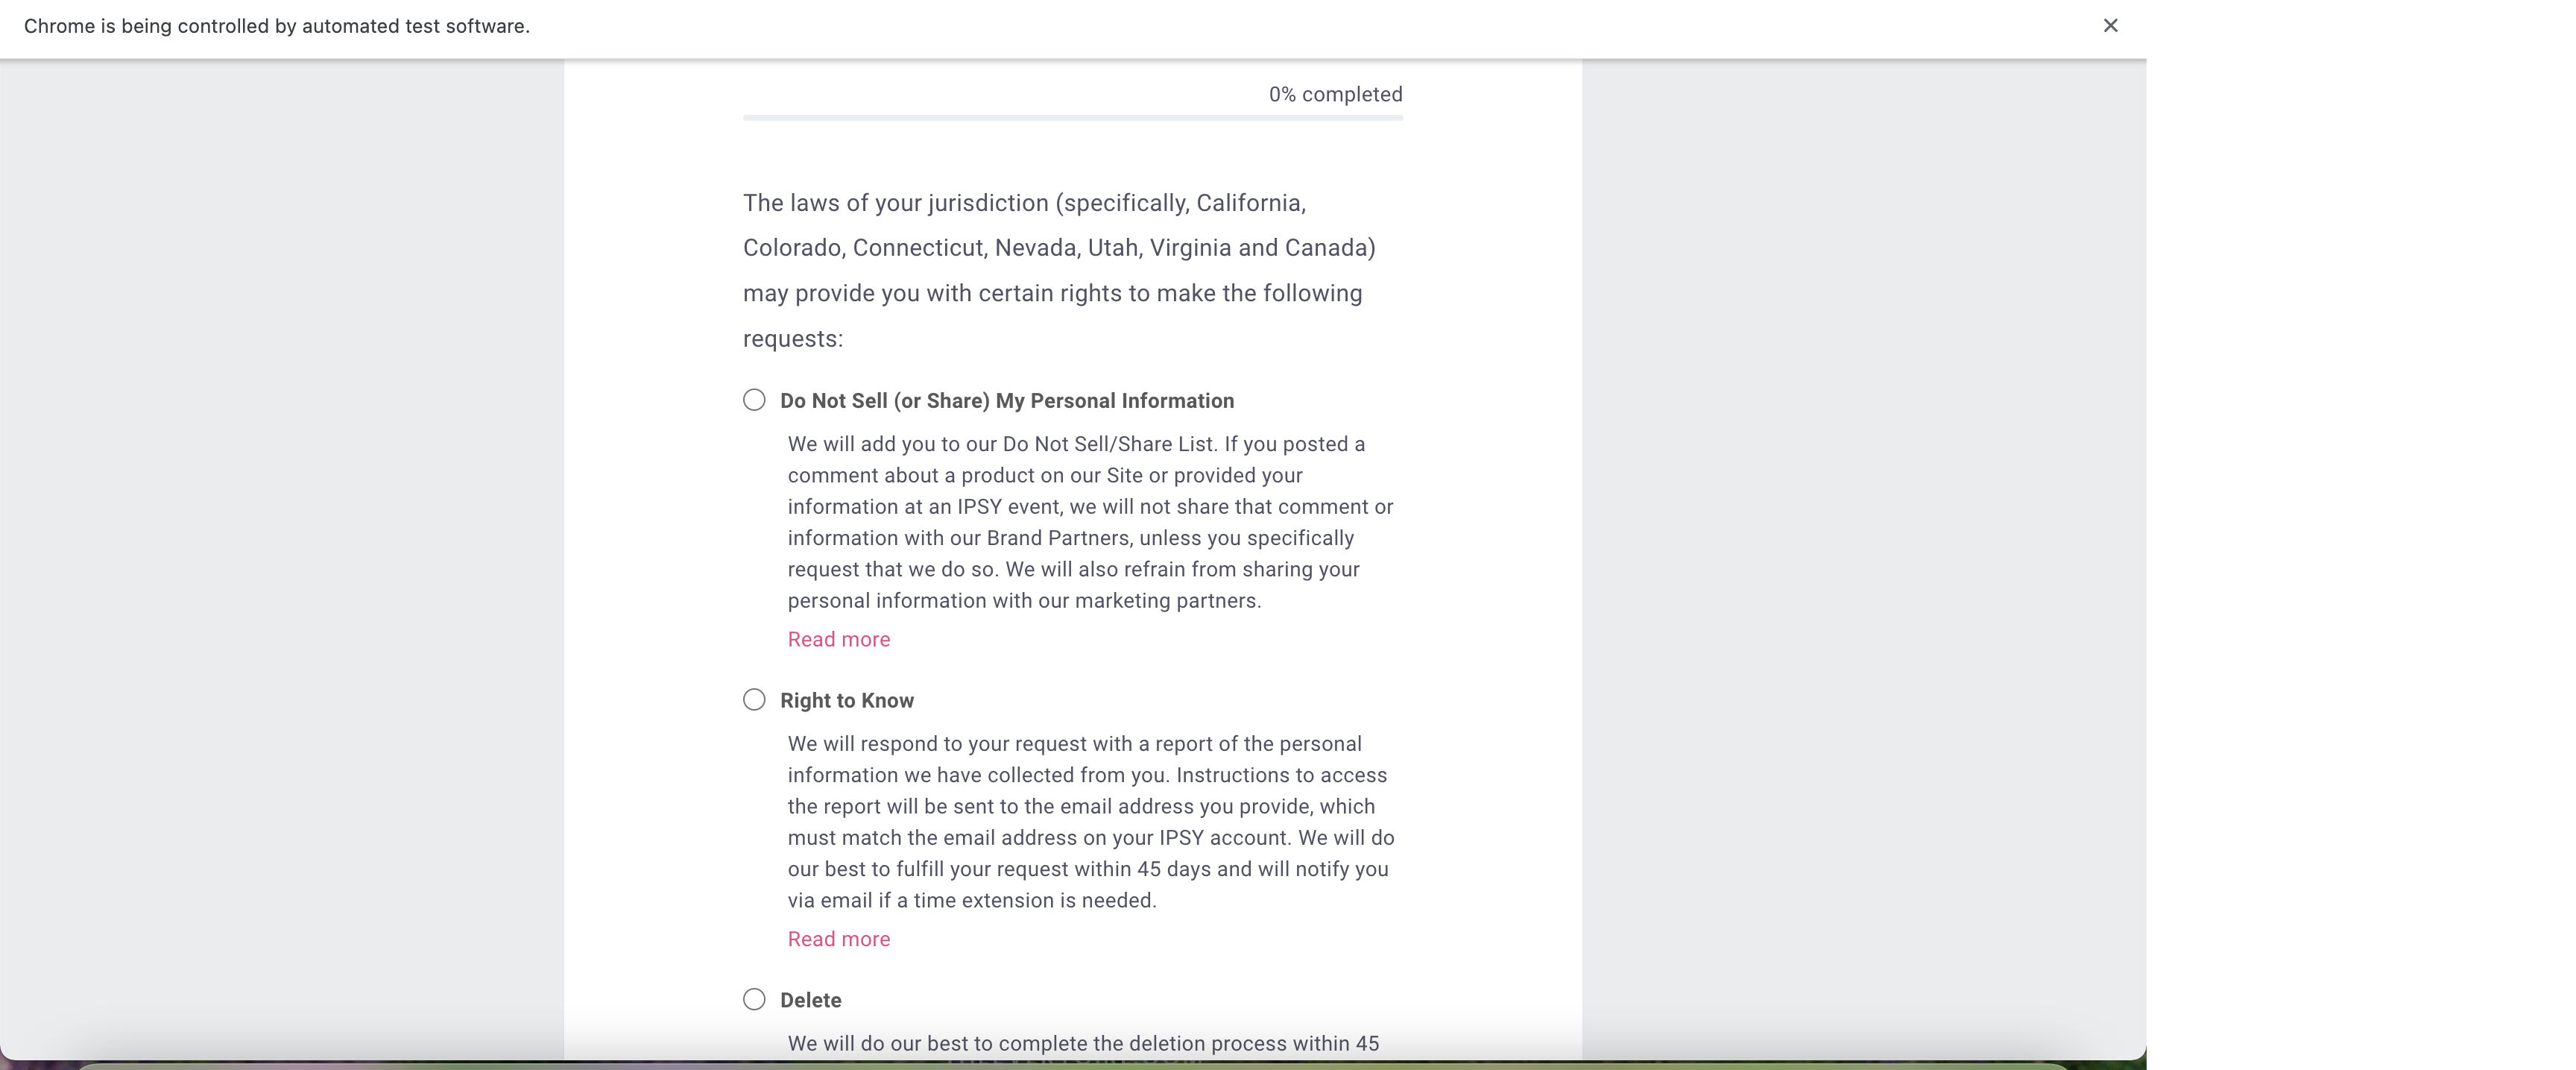 Chrome is being controlled by automated test software.
0% completed
The laws of your jurisdiction (specifically, California,
Colorado, Connecticut, Nevada, Utah, Virginia and Canada)
may provide you with certain rights to make the following
requests:
Do Not Sell (or Share) My Personal Information
We will add you to our Do Not Sell/Share List. If you posted a
comment about a product on our Site or provided your
information at an IPSY event, we will not share that comment or
information with our Brand Partners, unless you specifically
request that we do so. We will also refrain from sharing your
personal information with our marketing partners.
Read more
Right to Know
We will respond to your request with a report of the personal
information we have collected from you. Instructions to access
the report will be sent to the email address you provide, which
must match the email address on your IPSY account. We will do
our best to fulfill your request within 45 days and will notify you
via email if a time extension is needed.
Read more
Delete
We will do our best to complete the deletion process within 45